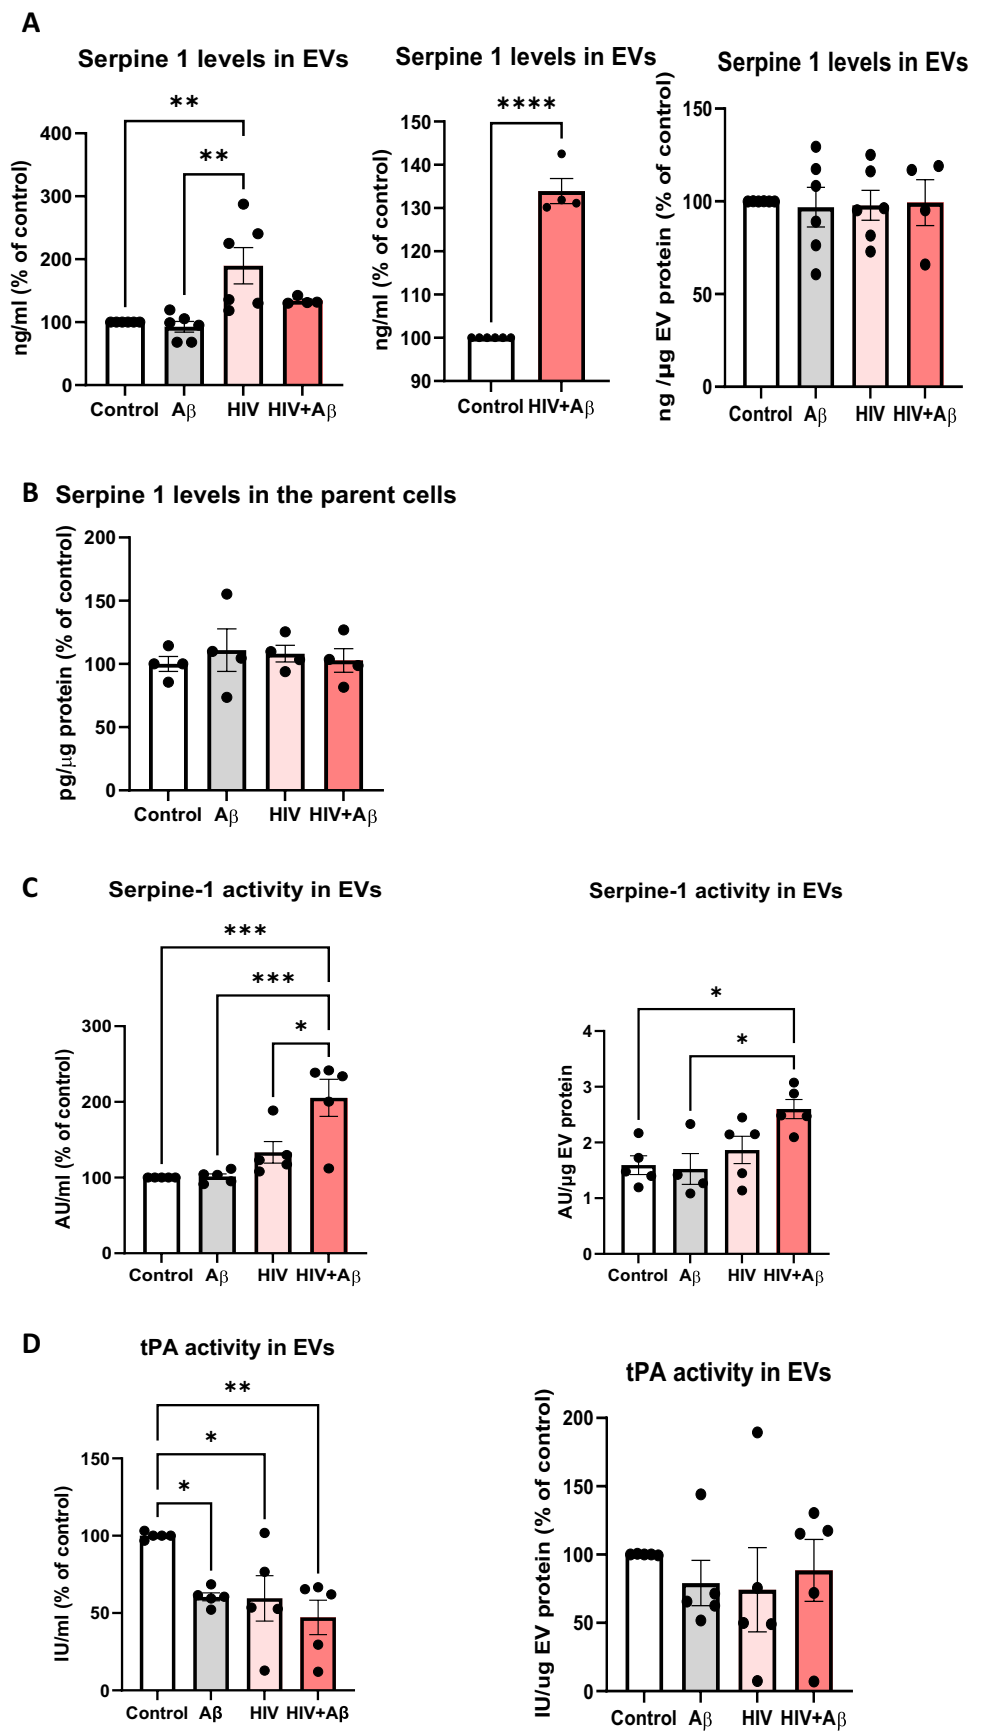 A
Serpine 1 levels in EVs
**
**
ng/ml (% of control)
400
300
200
100
0
Control Aβ HIV HIV+Aβ
Serpine 1 levels in EVs
****
ng/ml (% of control)
150
140
130
120
110
100
90
Control HIV+Aβ
Serpine 1 levels in EVs
ng /µg EV protein (% of control)
150
100
50
0
Control Aβ HIV HIV+Aβ
B Serpine 1 levels in the parent cells
pg/µg protein (% of control)
200
150
100
50
0
Control Aβ HIV HIV+Aβ
C
Serpine-1 activity in EVs
***
***
*
AU/ml (% of control)
300
200
100
0
Control Aβ HIV HIV+Aβ
Serpine-1 activity in EVs
*
*
AU/µg EV protein
4
3
2
1
0
Control Aβ HIV HIV+Aβ
D
tPA activity in EVs
**
*
*
IU/ml (% of control)
150
100
50
0
Control Aβ HIV HIV+Aβ
tPA activity in EVs
IU/ug EV protein (% of control)
200
150
100
50
0
Control Aβ HIV HIV+Aβ